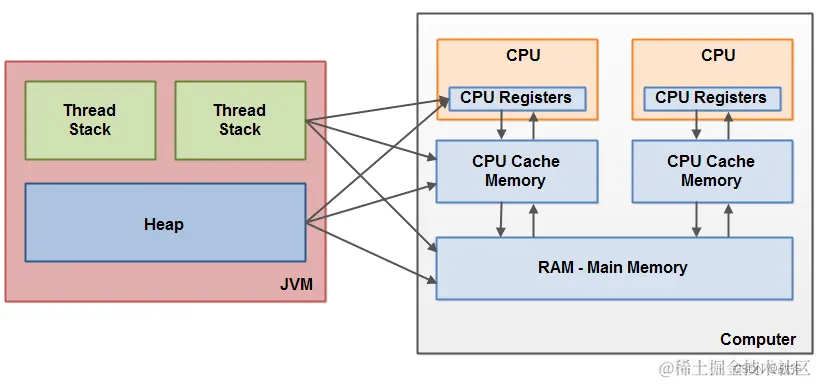 Thread
Stack
Thread
Stack
Heap
JVM
CPU
CPU Registers
CPU Cache
Memory
CPU
CPU Registers
CPU Cache
Memory
RAM - Main Memory
Computer
@稀土掘金技术社区